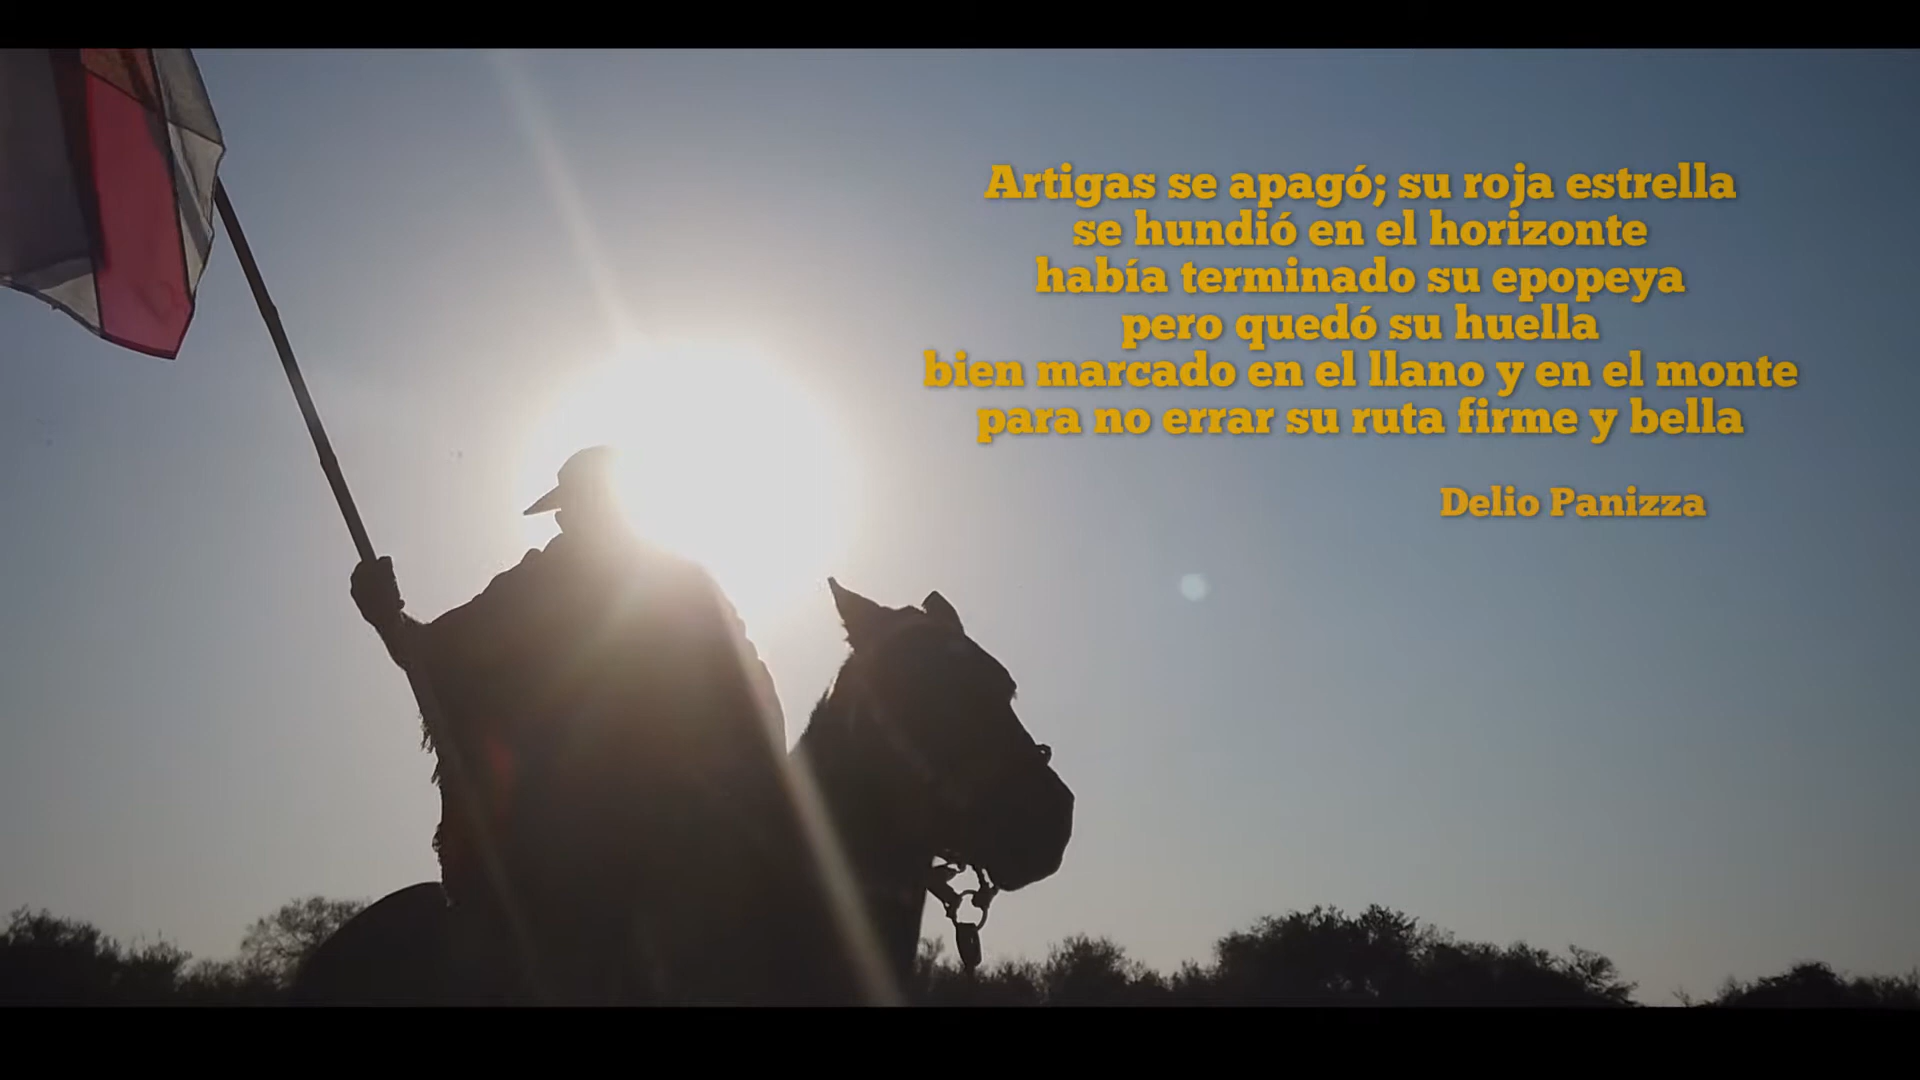 Artigas se apagó; su roja estrella
se hundió en el horizonte
había terminado su epopeya
pero quedó su huella
bien marcado en el llano y en el monte
para no errar su ruta firme y bella
Delio Panizza